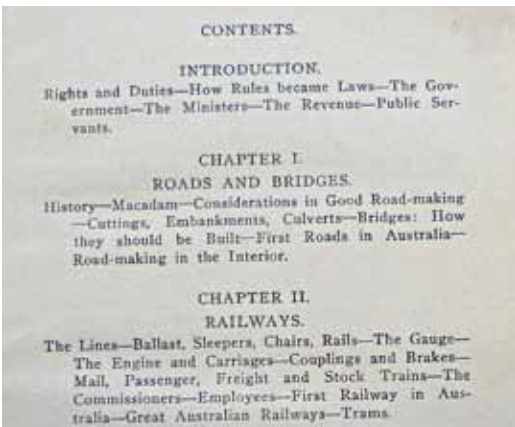 CONTENTS.
INTRODUCTION.
Rights and Duties—How Rules became Laws—The Gov-
ernment—The Ministers—The Revenue—Public Ser-
vants.
CHAPTER I.
ROADS AND BRIDGES.
History—Macadam—Considerations in Good Road-making
—Cuttings, Embankments, Culverts—Bridges: How
they should be Built—First Roads in Australia—
Road-making in the Interior.
CHAPTER II.
RAILWAYS.
The Lines—Ballast, Sleepers, Chairs, Rails—The Gauge—
The Engine and Carriages—Couplings and Brakes—
Mail, Passenger, Freight and Stock Trains—The
Commissioners—Employees—First Railway in Aus-
tralia—Great Australian Railways—Trams.